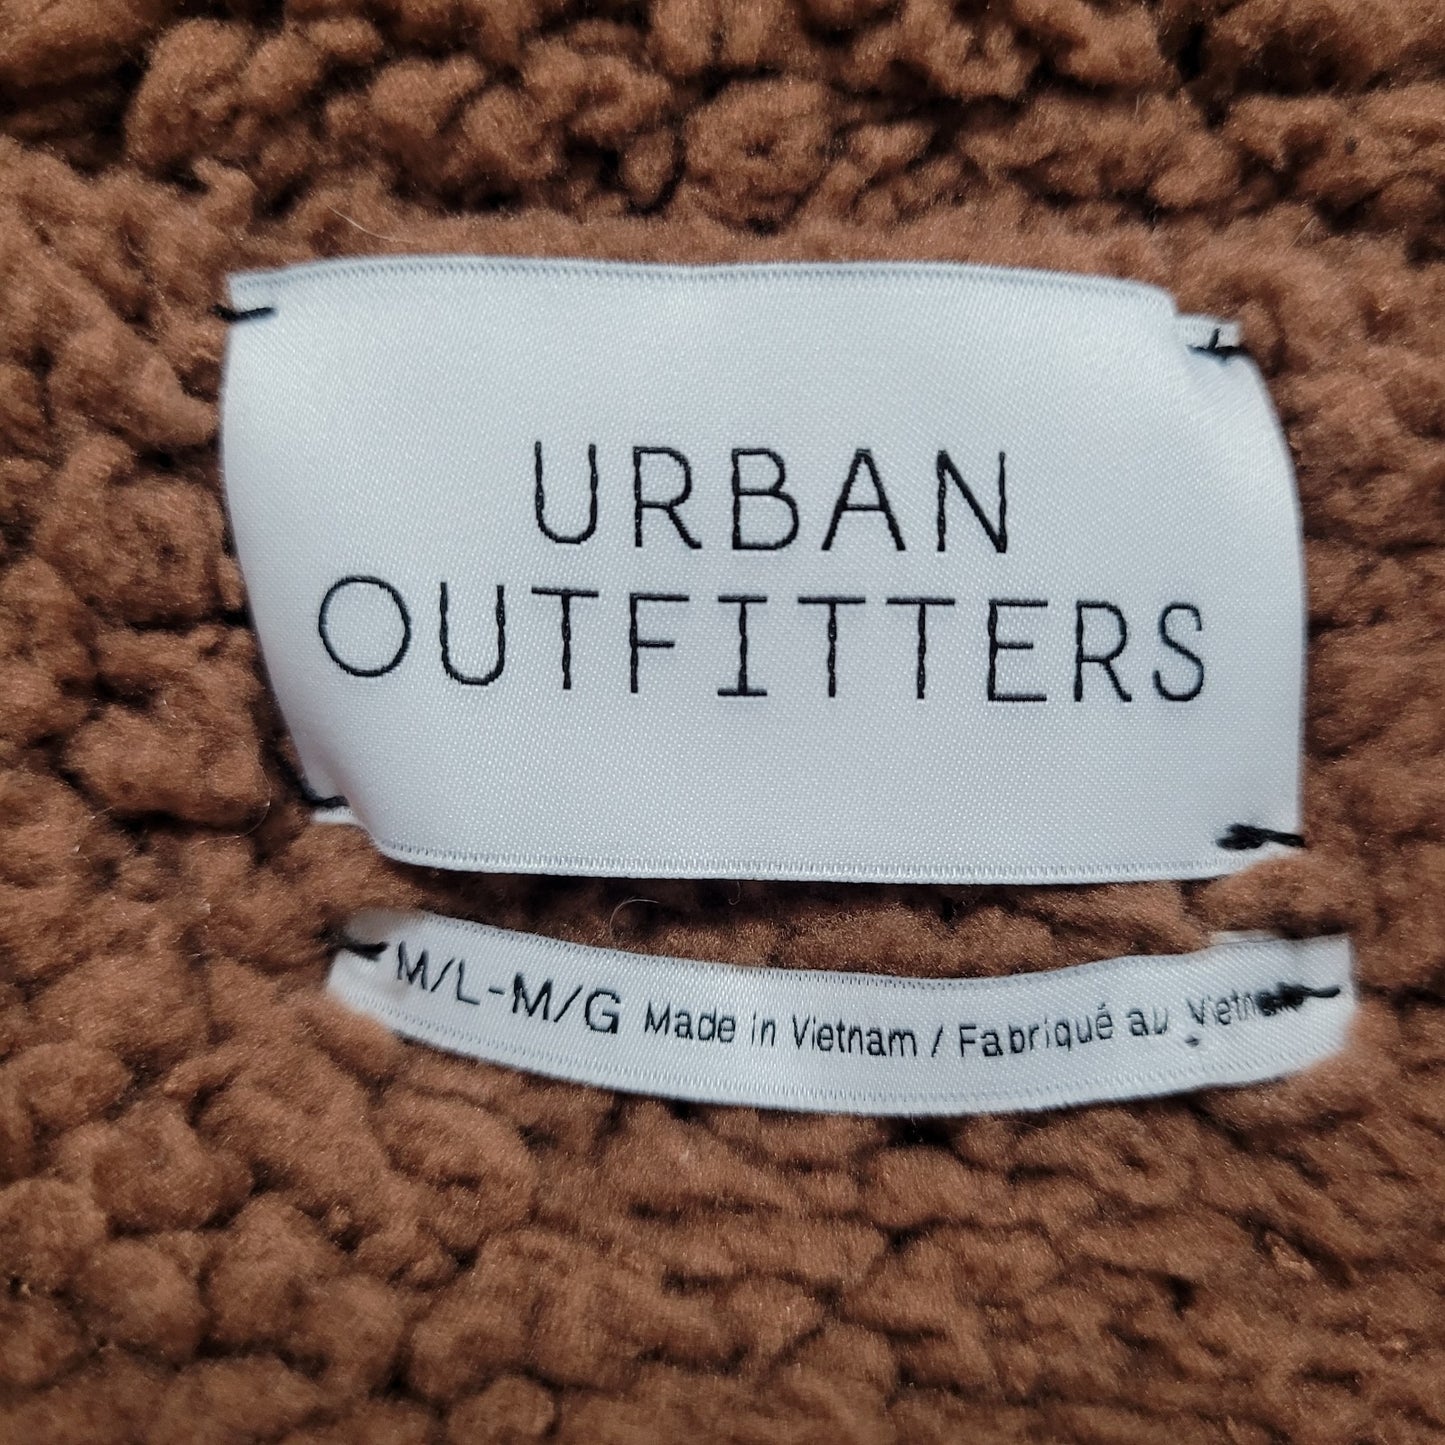 URBAN
OUTFITTERS
M/L-M/G Made in Vietnam / Fabriqué au